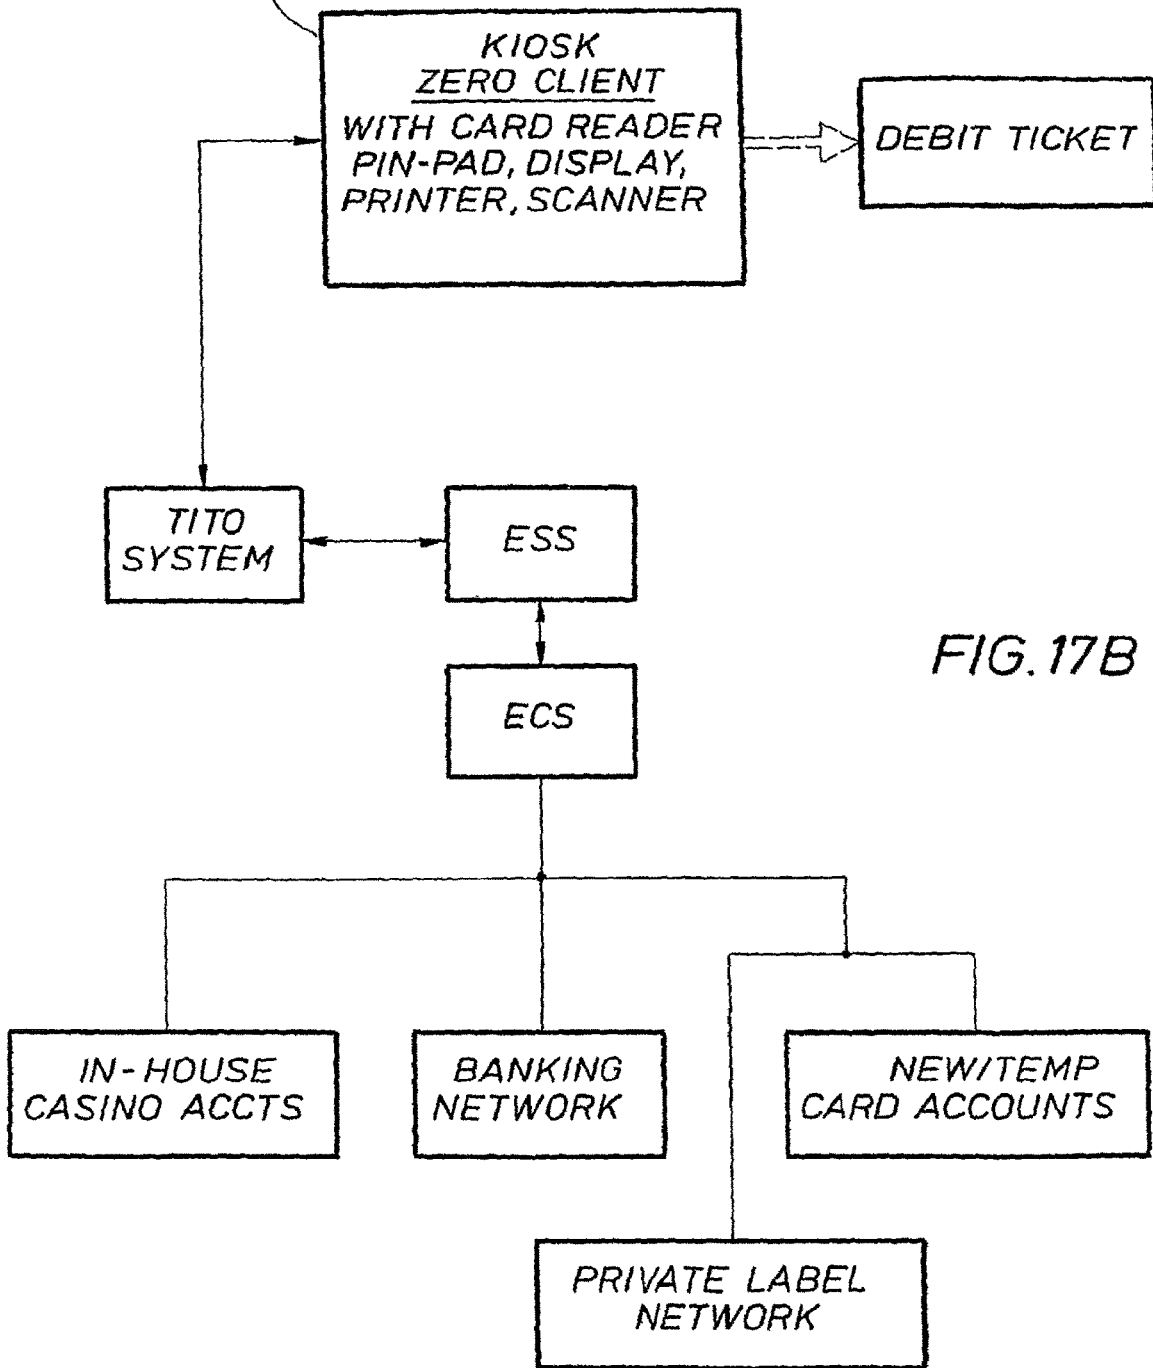 KIOSK
ZERO CLIENT
WITH CARD READER
PIN-PAD, DISPLAY,
PRINTER, SCANNER
DEBIT TICKET
TITO
SYSTEM
ESS
ECS
FIG. 17B
IN-HOUSE
CASINO ACCTS
BANKING
NETWORK
NEW/TEMP
CARD ACCOUNTS
PRIVATE LABEL
NETWORK